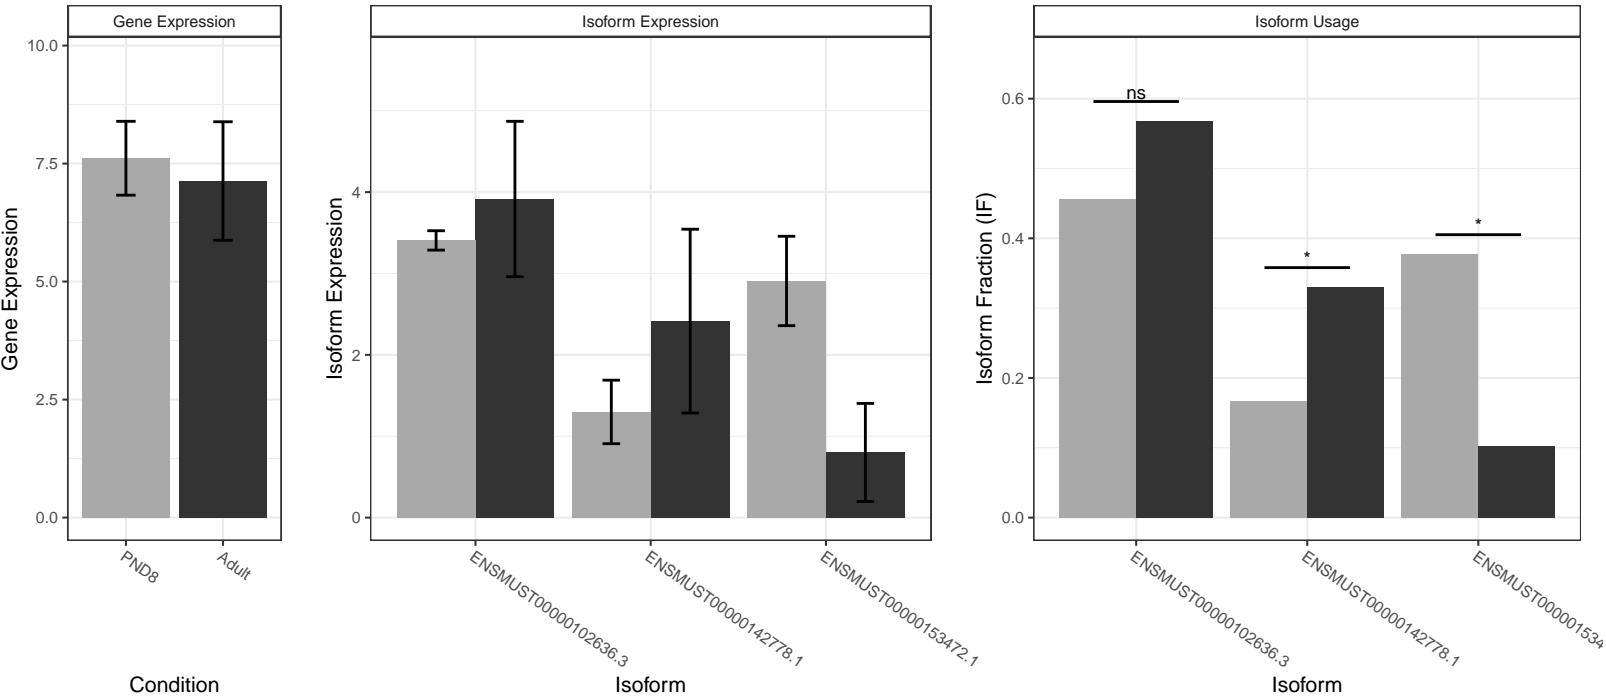 Gene Expression
Isoform Expression
Isoform Usage
Gene Expression
10.0
7.5
5.0
2.5
0.0
PND8
Adult
Condition
Isoform Expression
4
2
0
ENSMUST00000102636.3
ENSMUST00000142778.1
ENSMUST00000153472.1
Isoform
Isoform Fraction (IF)
0.6
0.4
0.2
0.0
ns
*
*
ENSMUST00000102636.3
ENSMUST00000142778.1
ENSMUST000001534
Isoform